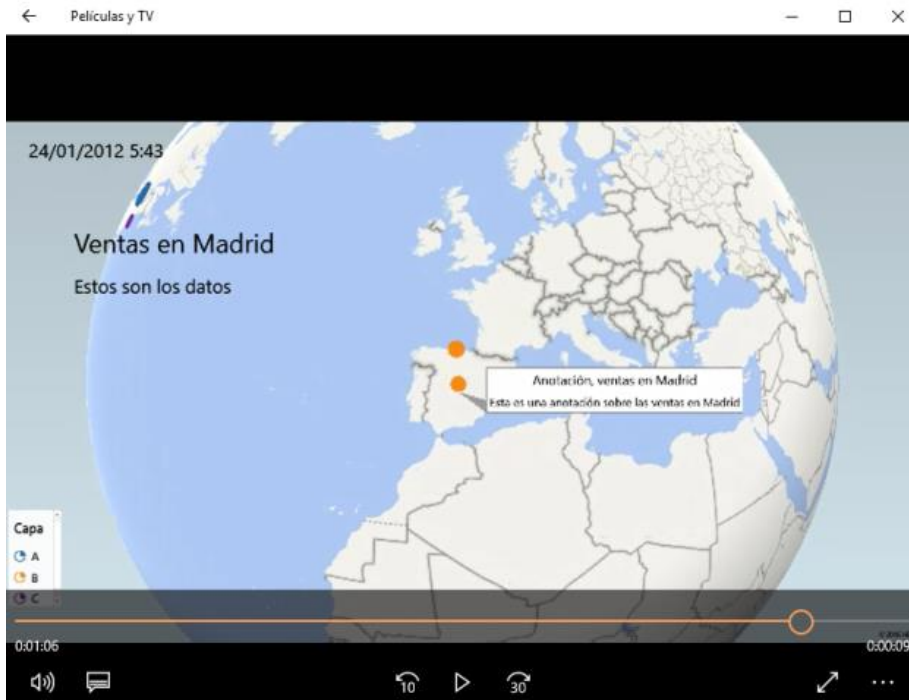 Películas y TV
24/01/2012 5:43
Ventas en Madrid
Estos son los datos
Anotación, ventas en Madrid
Esta es una anotación sobre las ventas en Madrid
Capa
A
B
C
0:01:06
0:00:09
10
30